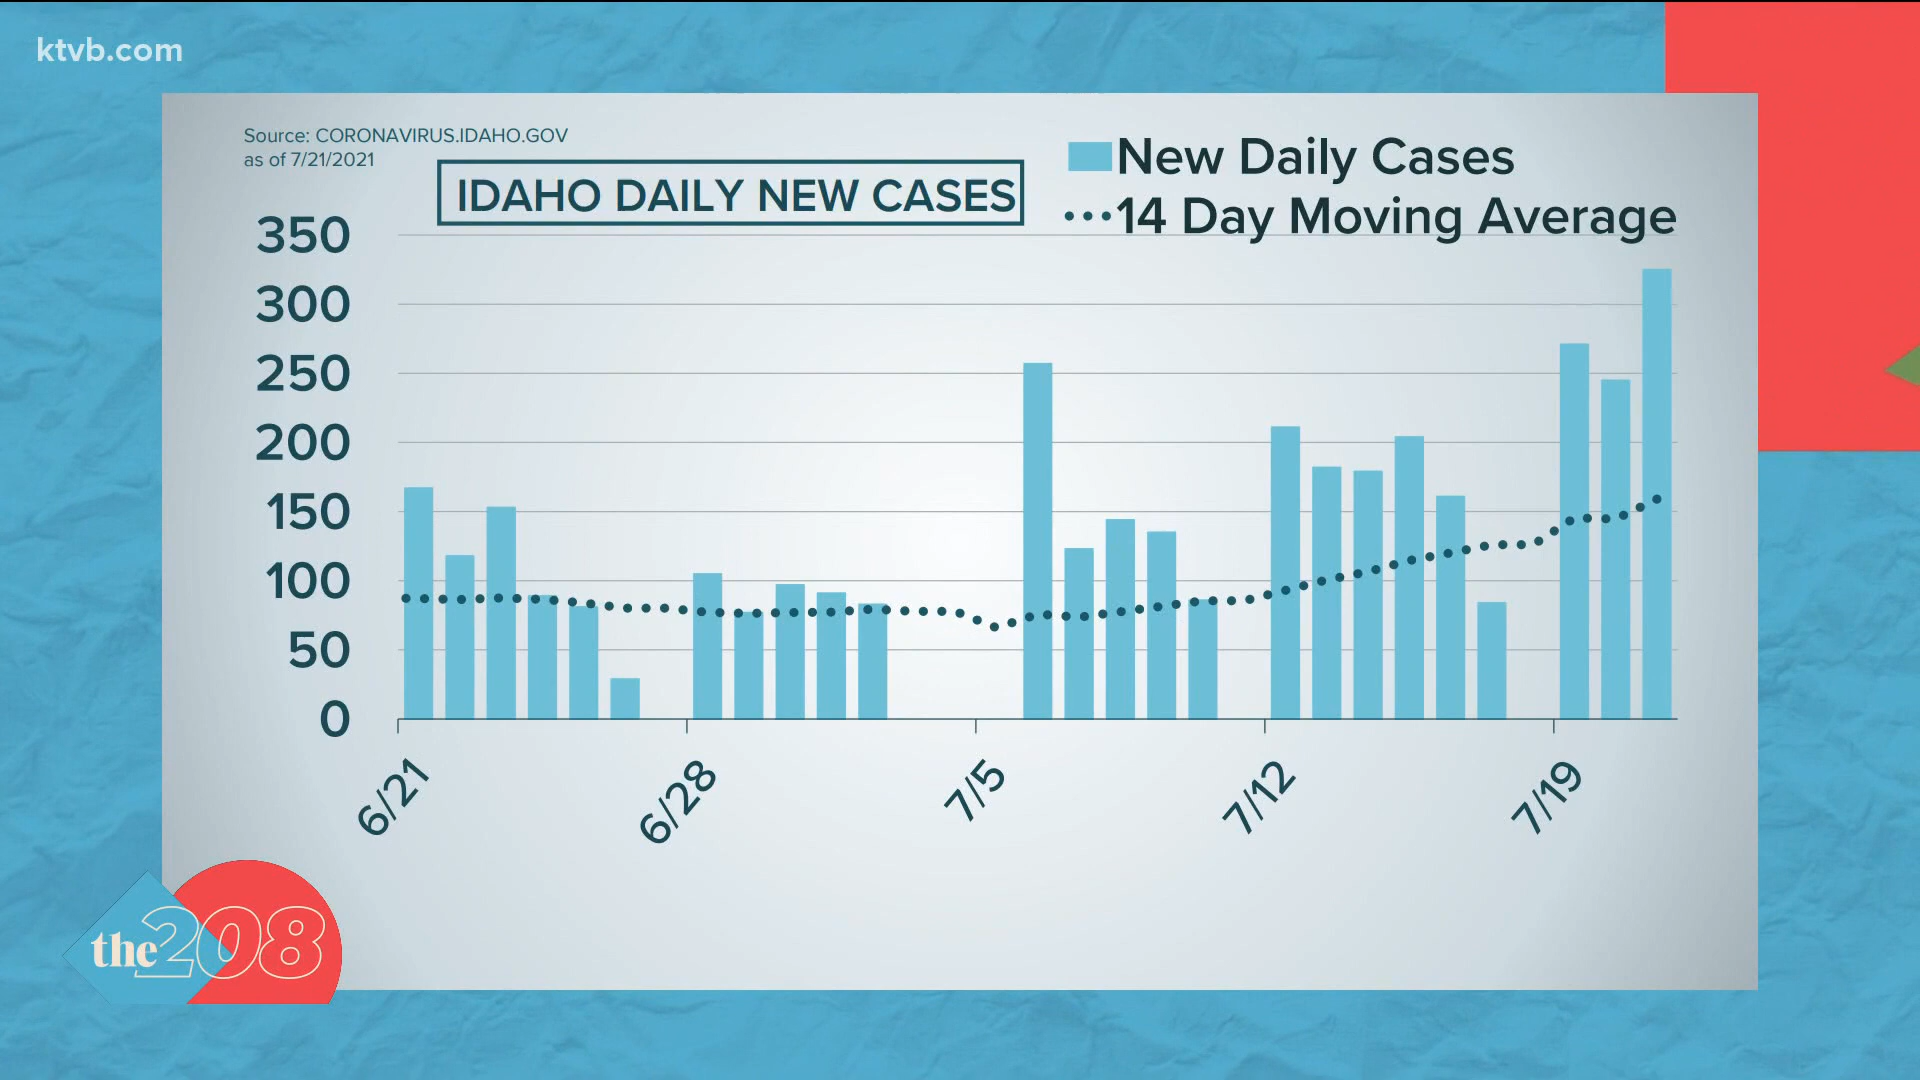 ktvb.com
Source: CORONAVIRUS.IDAHO.GOV
as of 7/21/2021
IDAHO DAILY NEW CASES
New Daily Cases
14 Day Moving Average
350
300
250
200
150
100
50
0
6/21
6/28
7/5
7/12
7/19
the 208